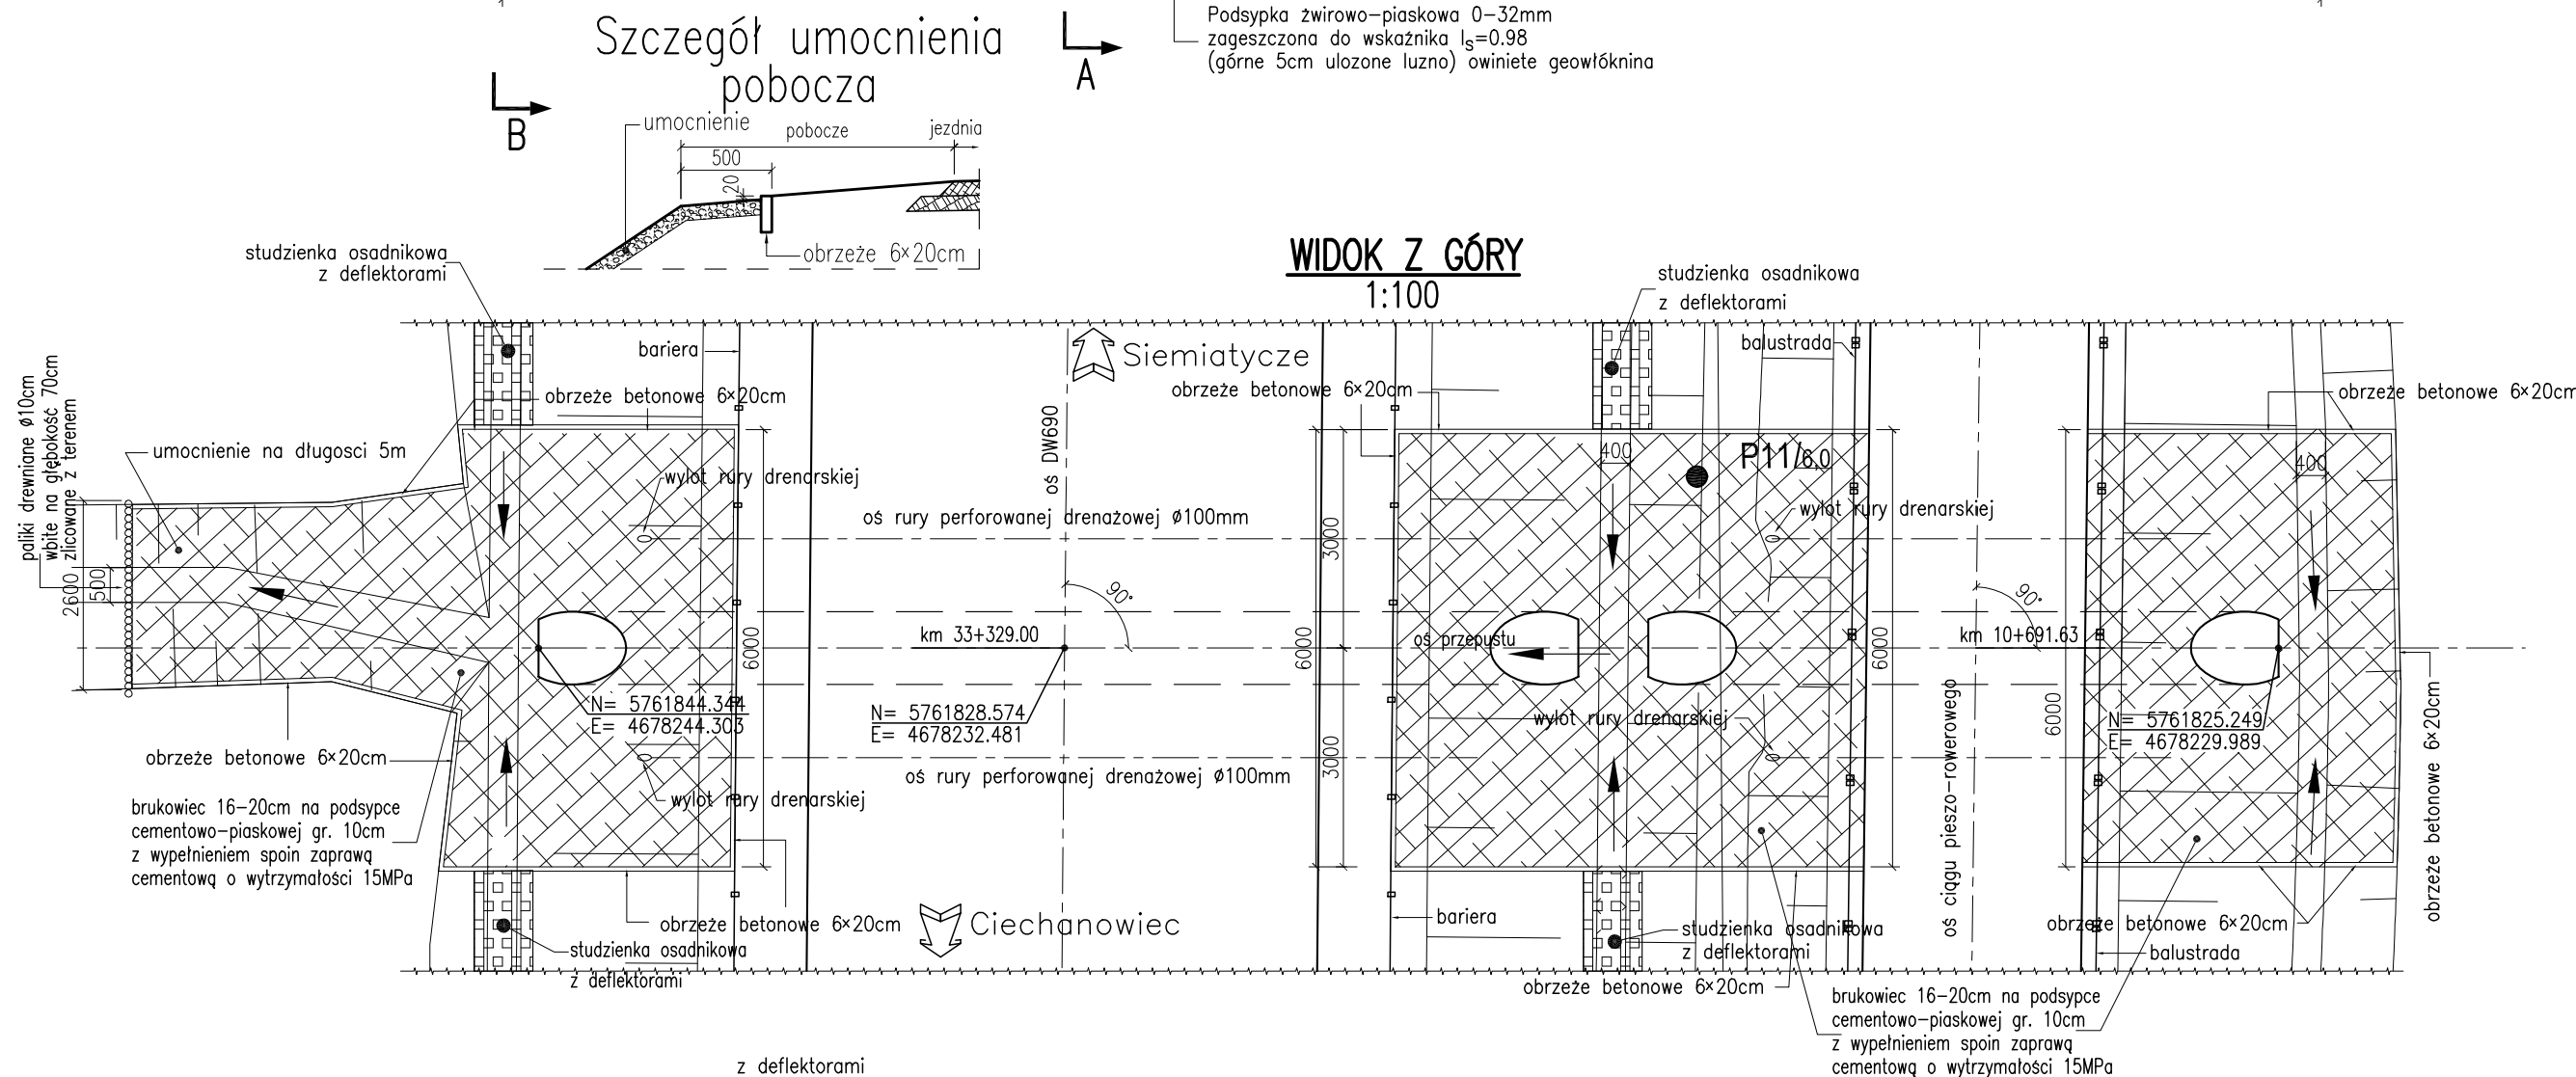 Podsypka żwirowo-piaskowa 0-32mm
zageszczona do wskaźnika Is=0.98
(górne 5cm ulozone luzno) owiniete geowłóknina
Szczegół umocnienia
pobocza
A
B
umocnienie
pobocze
jezdnia
500
20
obrzeże 6×20cm
WIDOK Z GÓRY
1:100
studzienka osadnikowa
z deflektorami
studzienka osadnikowa
z deflektorami
bariera
Siemiatycze
balustrada
obrzeże betonowe 6×20cm
obrzeże betonowe 6×20cm
obrzeże betonowe 6×20cm
paliki drewniane Ø10cm
wbite na głębokość 70cm
zlicowane z terenem
umocnienie na długosci 5m
oś DW690
400
P11/6,0
400
wylot rury drenarskiej
wylot rury drenarskiej
oś rury perforowanej drenażowej Ø100mm
3000
2600
500
90°
90°
km 33+329.00
oś przepustu
km 10+691.63
6000
6000
6000
6000
N= 5761844.344
E= 4678244.303
N= 5761828.574
E= 4678232.481
wylot rury drenarskiej
N= 5761825.249
E= 4678229.989
obrzeże betonowe 6×20cm
3000
oś rury perforowanej drenażowej Ø100mm
wylot rury drenarskiej
brukowiec 16-20cm na podsypce
cementowo-piaskowej gr. 10cm
z wypełnieniem spoin zaprawą
cementową o wytrzymałości 15MPa
oś ciągu pieszo-rowerowego
obrzeże betonowe 6×20cm
obrzeże betonowe 6×20cm
Ciechanowiec
bariera
studzienka osadnikowa
z deflektorami
studzienka osadnikowa
z deflektorami
obrzeże betonowe 6×20cm
balustrada
obrzeże betonowe 6×20cm
brukowiec 16-20cm na podsypce
cementowo-piaskowej gr. 10cm
z wypełnieniem spoin zaprawą
cementową o wytrzymałości 15MPa
z deflektorami